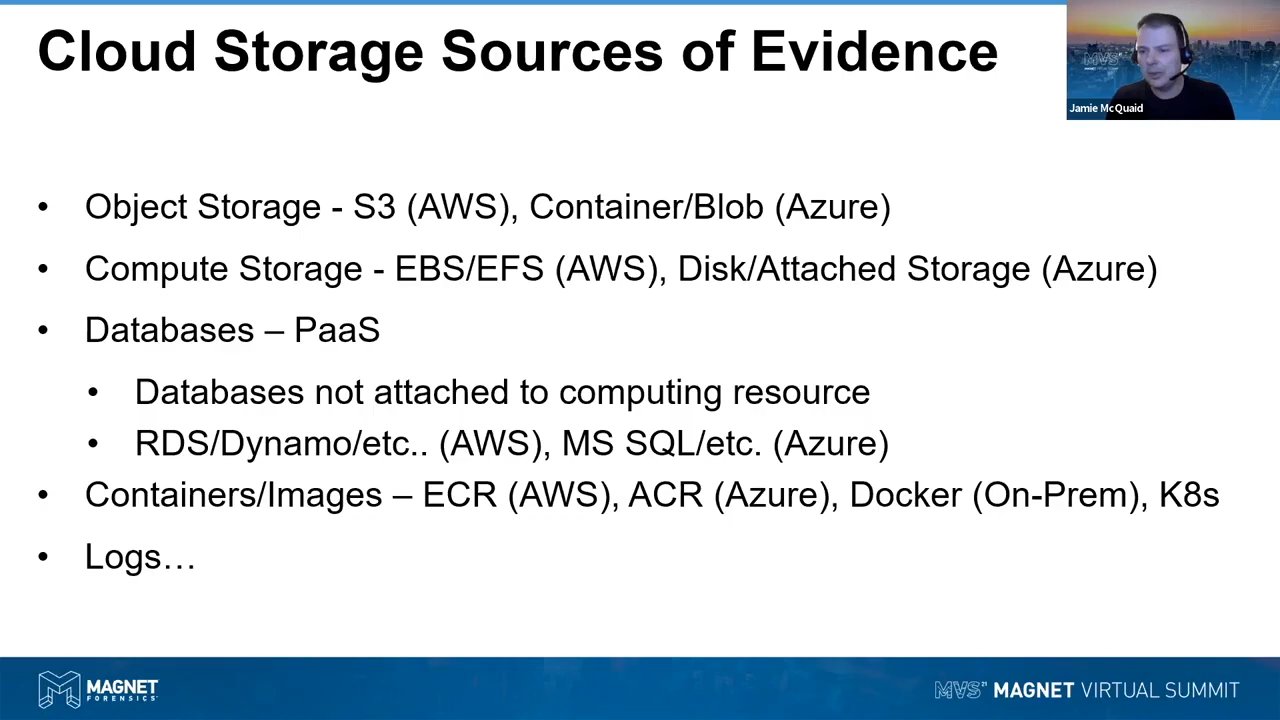 Cloud Storage Sources of Evidence
MVS
Jamie McQuaid
• Object Storage - S3 (AWS), Container/Blob (Azure)
• Compute Storage - EBS/EFS (AWS), Disk/Attached Storage (Azure)
• Databases – PaaS
• Databases not attached to computing resource
• RDS/Dynamo/etc.. (AWS), MS SQL/etc. (Azure)
• Containers/Images – ECR (AWS), ACR (Azure), Docker (On-Prem), K8s
• Logs…
MAGNET
FORENSICS
MVS21 MAGNET VIRTUAL SUMMIT